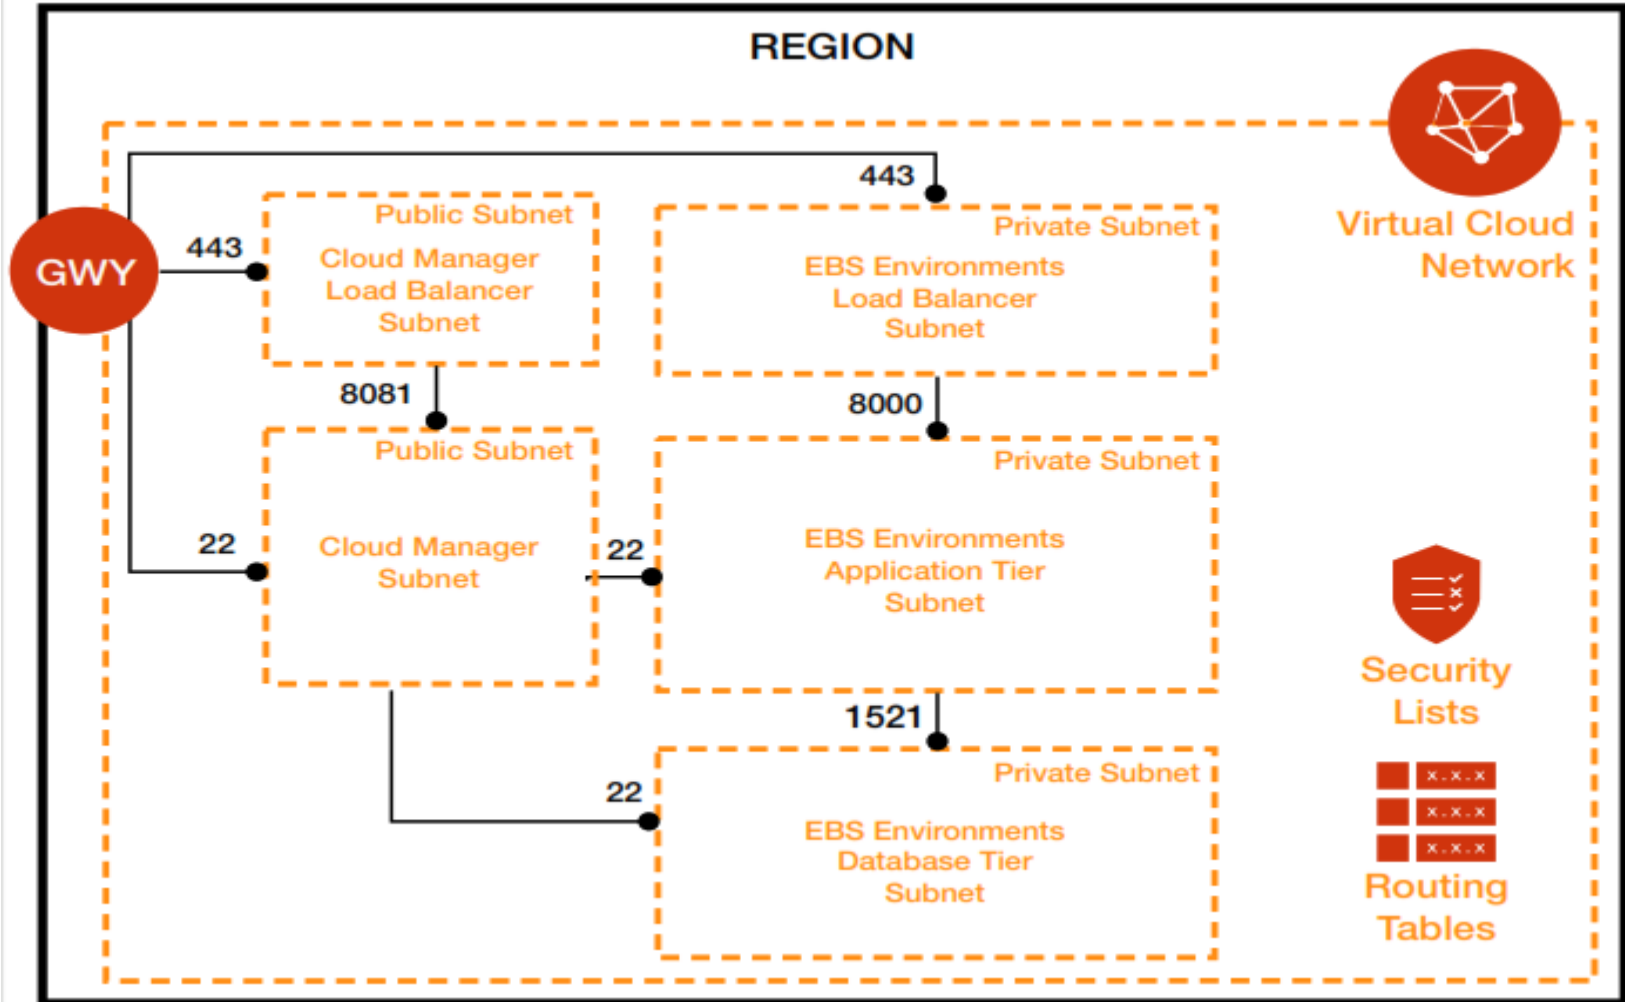 REGION
Virtual Cloud
Network
GWY
443
443
Public Subnet
Cloud Manager
Load Balancer
Subnet
Private Subnet
EBS Environments
Load Balancer
Subnet
8081
8000
Public Subnet
Cloud Manager
Subnet
22
22
Private Subnet
EBS Environments
Application Tier
Subnet
1521
22
Private Subnet
EBS Environments
Database Tier
Subnet
Security
Lists
x.x.x
x.x.x
x.x.x
Routing
Tables